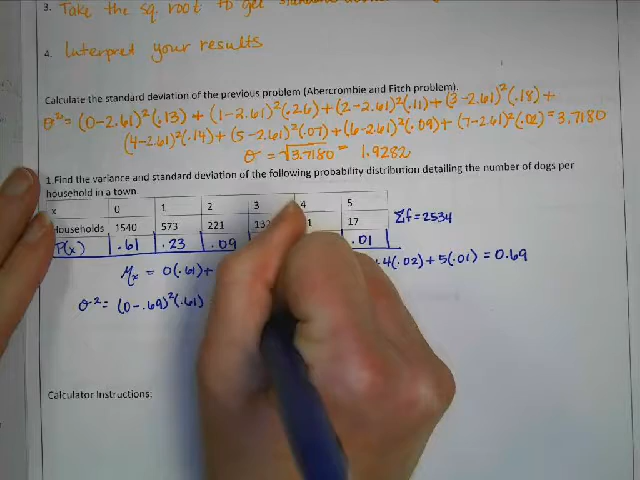 3. Take the sq root to get standard
4. Interpret your results
Calculate the standard deviation of the previous problem (Abercrombie and Fitch problem).
σ²= (0-2.61)²(.13) + (1-2.61)²(.26) + (2-2.61)²(.11) + (3-2.61)²(.18) +
(4-2.61)²(.14) + (5-2.61)²(.07) + (6-2.61)²(.09) + (7-2.61)²(.02) = 3.7180
σ = √3.7180 = 1.9282
1.Find the variance and standard deviation of the following probability distribution detailing the number of dogs per
household in a town.
x 0 1 2 3 4 5
Households 1540 573 221 17 Σf = 2534
P(x) .61 .23 .09 .01
μx = 0(.61)+ 4(.02) + 5(.01) = 0.69
σ² = (0-.69)²(.61)
Calculator Instructions: